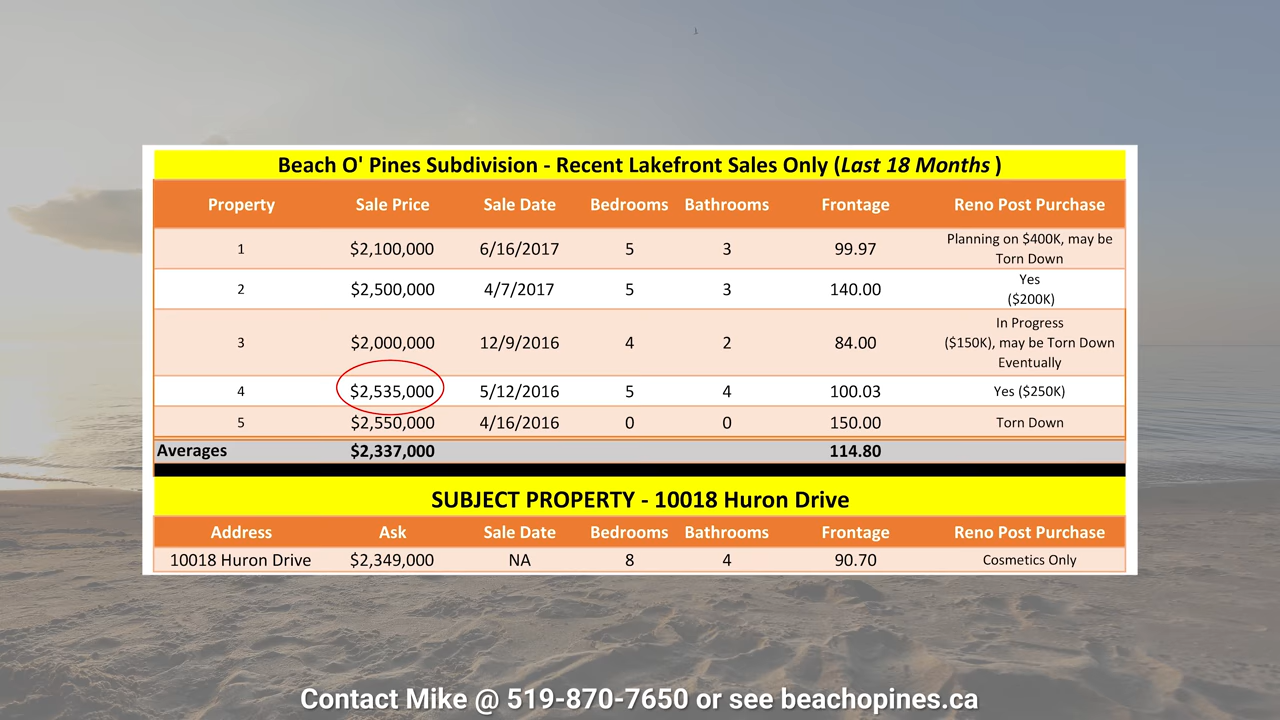 Beach O' Pines Subdivision - Recent Lakefront Sales Only (Last 18 Months )
Property Sale Price Sale Date Bedrooms Bathrooms Frontage Reno Post Purchase
1 $2,100,000 6/16/2017 5 3 99.97 Planning on $400K, may be
Torn Down
2 $2,500,000 4/7/2017 5 3 140.00 Yes
($200K)
3 $2,000,000 12/9/2016 4 2 84.00 In Progress
($150K), may be Torn Down
Eventually
4 $2,535,000 5/12/2016 5 4 100.03 Yes ($250K)
5 $2,550,000 4/16/2016 0 0 150.00 Torn Down
Averages $2,337,000 114.80
SUBJECT PROPERTY - 10018 Huron Drive
Address Ask Sale Date Bedrooms Bathrooms Frontage Reno Post Purchase
10018 Huron Drive $2,349,000 NA 8 4 90.70 Cosmetics Only
Contact Mike @ 519-870-7650 or see beachopines.ca